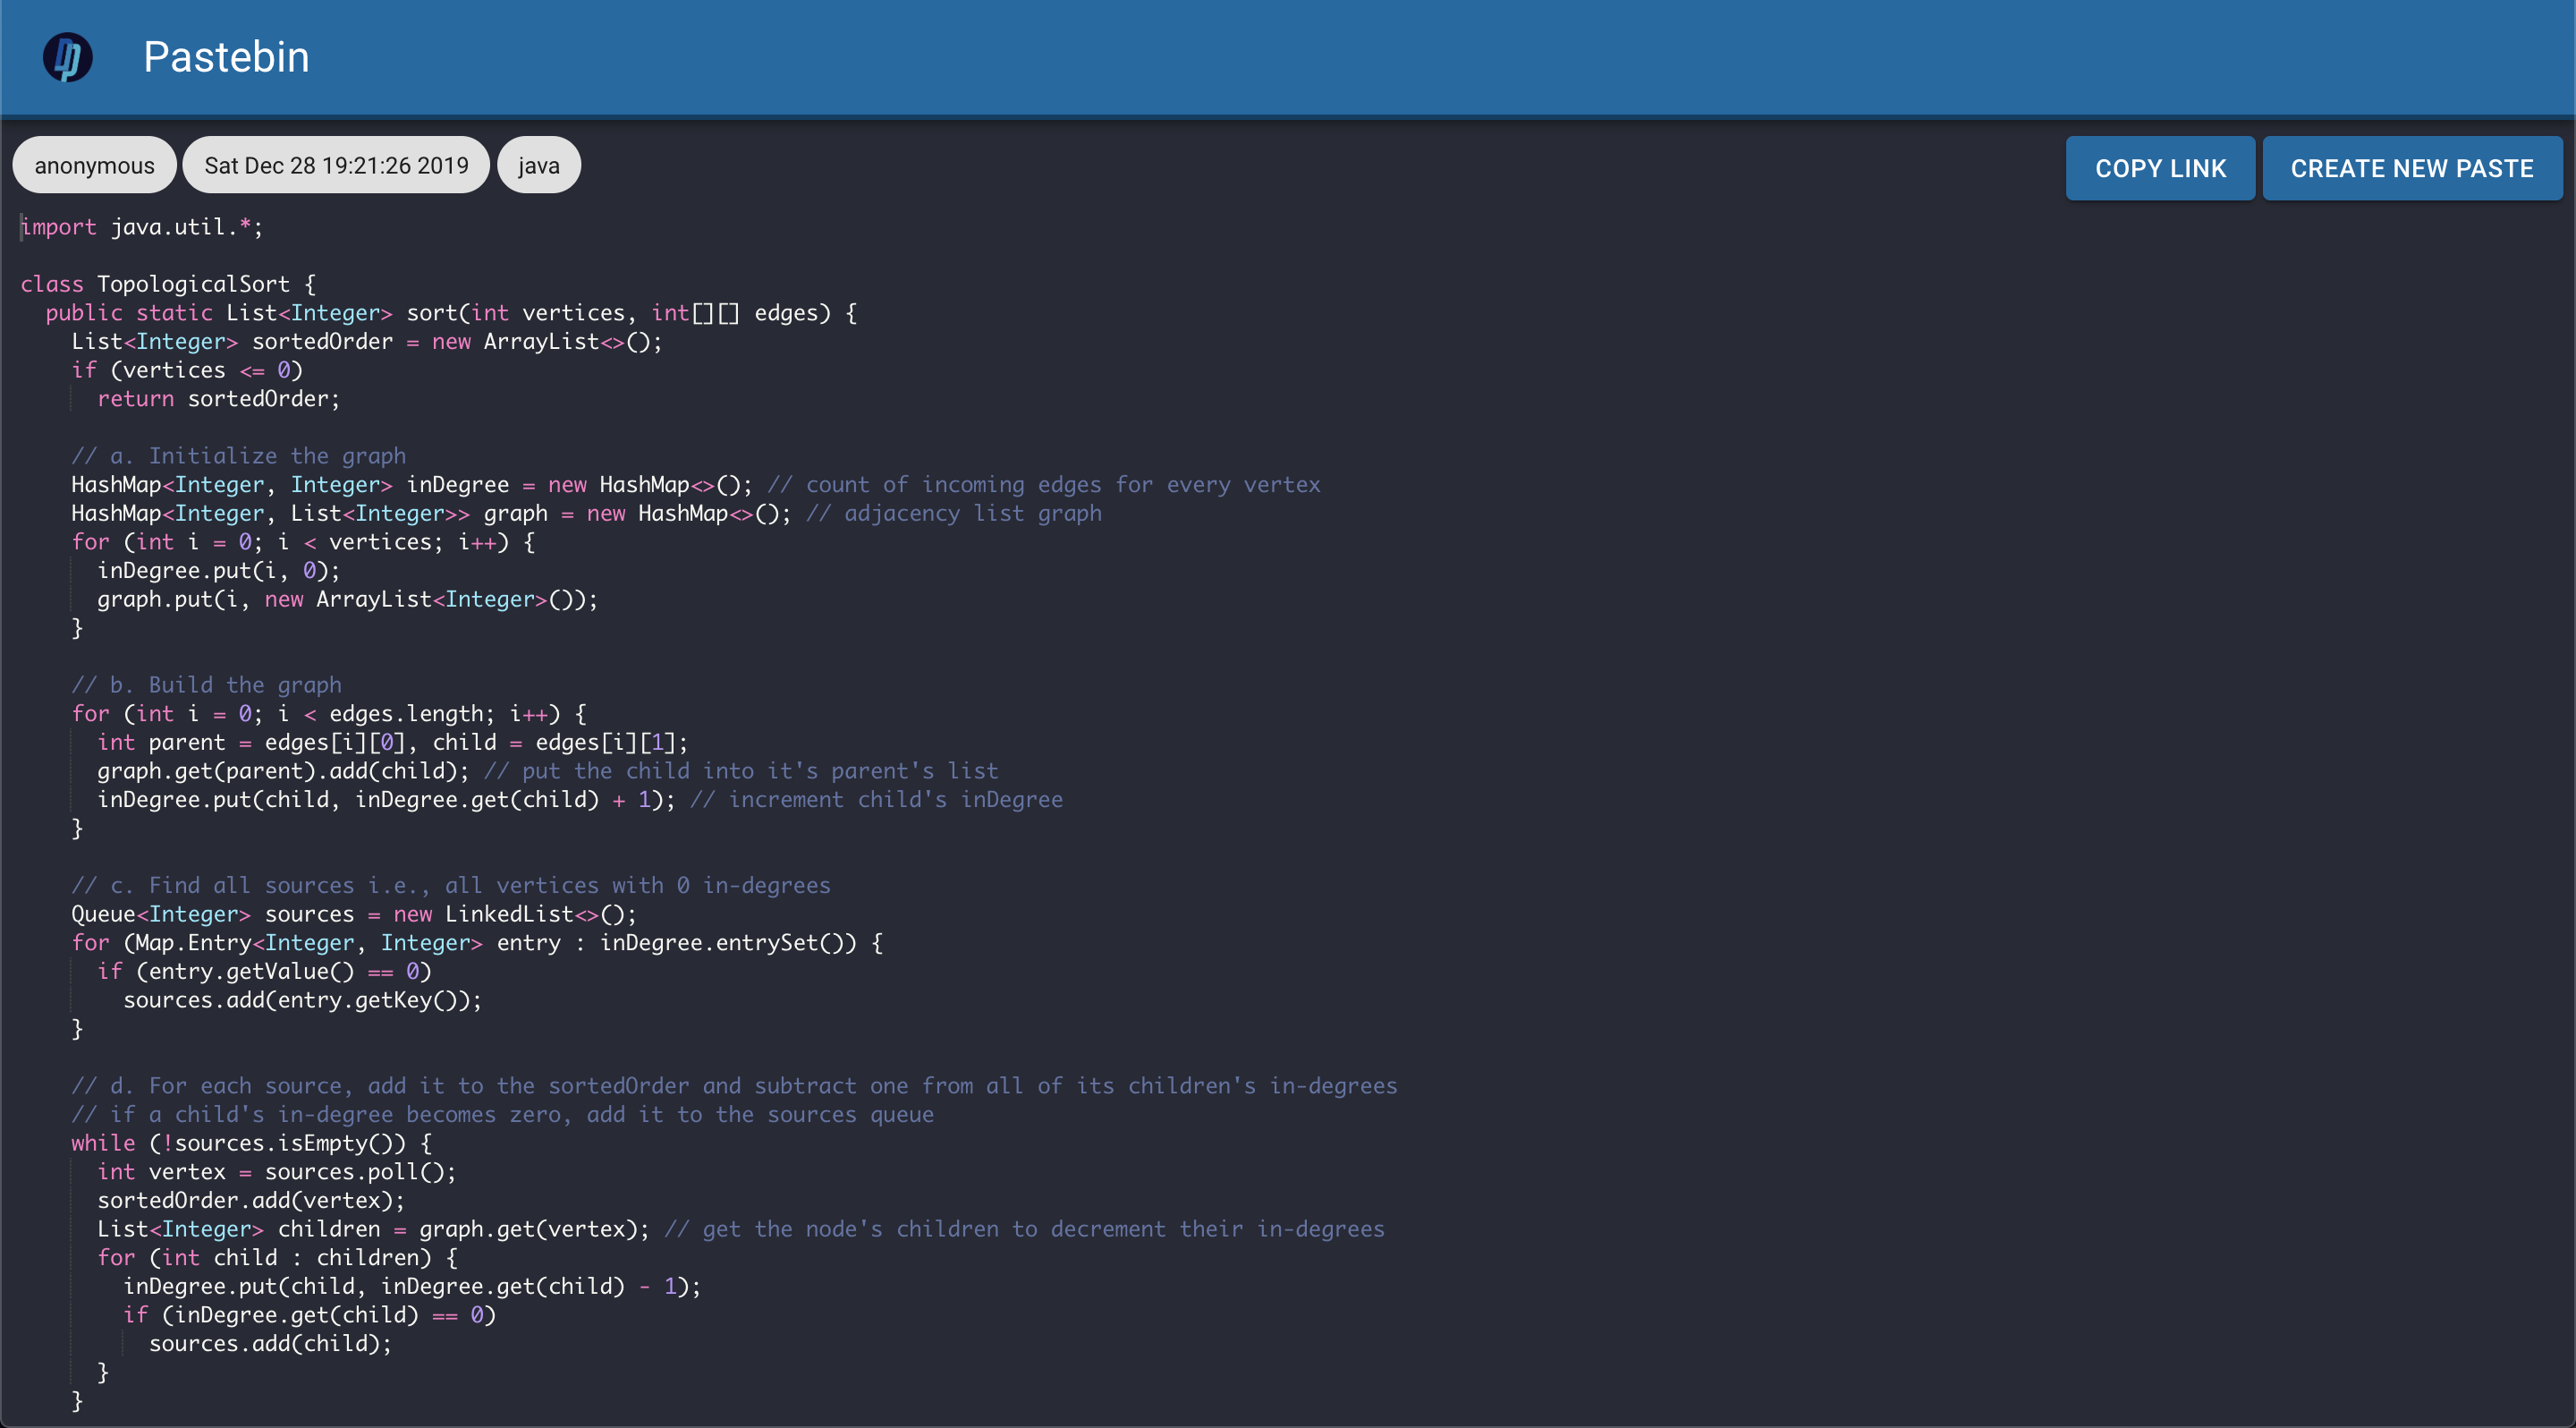 Pastebin
anonymous Sat Dec 28 19:21:26 2019 java COPY LINK CREATE NEW PASTE
import java.util.*;
class TopologicalSort {
  public static List<Integer> sort(int vertices, int[][] edges) {
    List<Integer> sortedOrder = new ArrayList<>();
    if (vertices <= 0)
      return sortedOrder;
    // a. Initialize the graph
    HashMap<Integer, Integer> inDegree = new HashMap<>(); // count of incoming edges for every vertex
    HashMap<Integer, List<Integer>> graph = new HashMap<>(); // adjacency list graph
    for (int i = 0; i < vertices; i++) {
      inDegree.put(i, 0);
      graph.put(i, new ArrayList<Integer>());
    }
    // b. Build the graph
    for (int i = 0; i < edges.length; i++) {
      int parent = edges[i][0], child = edges[i][1];
      graph.get(parent).add(child); // put the child into it's parent's list
      inDegree.put(child, inDegree.get(child) + 1); // increment child's inDegree
    }
    // c. Find all sources i.e., all vertices with 0 in-degrees
    Queue<Integer> sources = new LinkedList<>();
    for (Map.Entry<Integer, Integer> entry : inDegree.entrySet()) {
      if (entry.getValue() == 0)
        sources.add(entry.getKey());
    }
    // d. For each source, add it to the sortedOrder and subtract one from all of its children's in-degrees
    // if a child's in-degree becomes zero, add it to the sources queue
    while (!sources.isEmpty()) {
      int vertex = sources.poll();
      sortedOrder.add(vertex);
      List<Integer> children = graph.get(vertex); // get the node's children to decrement their in-degrees
      for (int child : children) {
        inDegree.put(child, inDegree.get(child) - 1);
        if (inDegree.get(child) == 0)
          sources.add(child);
      }
    }